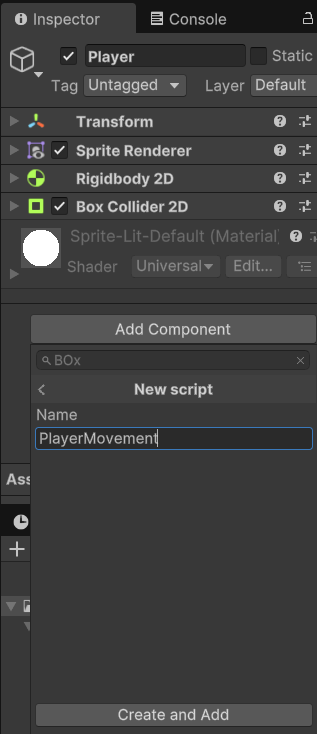 Inspector
Console
Player
Static
Tag
Untagged
Layer
Default
Transform
Sprite Renderer
Rigidbody 2D
Box Collider 2D
Sprite-Lit-Default (Material
Shader
Universal
Edit...
Add Component
BOx
New script
Name
PlayerMovement
Ass
Create and Add